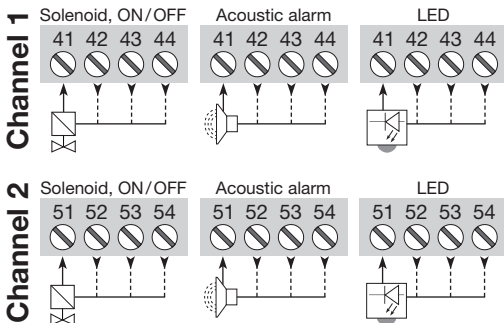 Channel 1
Solenoid, ON/OFF Acoustic alarm LED
41 42 43 44 41 42 43 44 41 42 43 44
Channel 2
Solenoid, ON/OFF Acoustic alarm LED
51 52 53 54 51 52 53 54 51 52 53 54